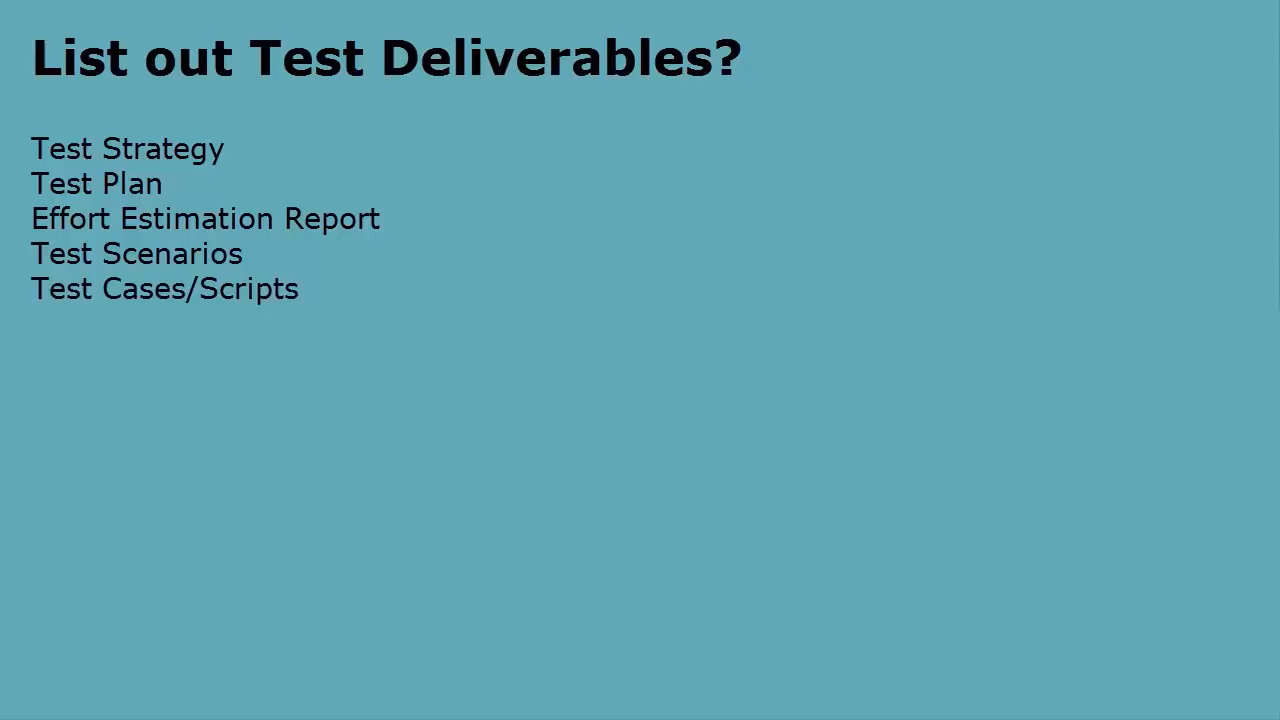 List out Test Deliverables?
Test Strategy
Test Plan
Effort Estimation Report
Test Scenarios
Test Cases/Scripts